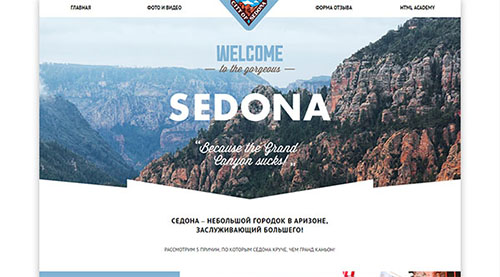 ГЛАВНАЯ
ФОТО И ВИДЕО
ФОРМА ОТЗЫВА
HTML ACADEMY
WELCOME
to the gorgeous
SEDONA
“Because the Grand
Canyon sucks!”
СЕДОНА – НЕБОЛЬШОЙ ГОРОДОК В АРИЗОНЕ,
ЗАСЛУЖИВАЮЩИЙ БОЛЬШЕГО!
РАССМОТРИМ 5 ПРИЧИН, ПО КОТОРЫМ СЕДОНА КРУЧЕ, ЧЕМ ГРАНД КАНЬОН!